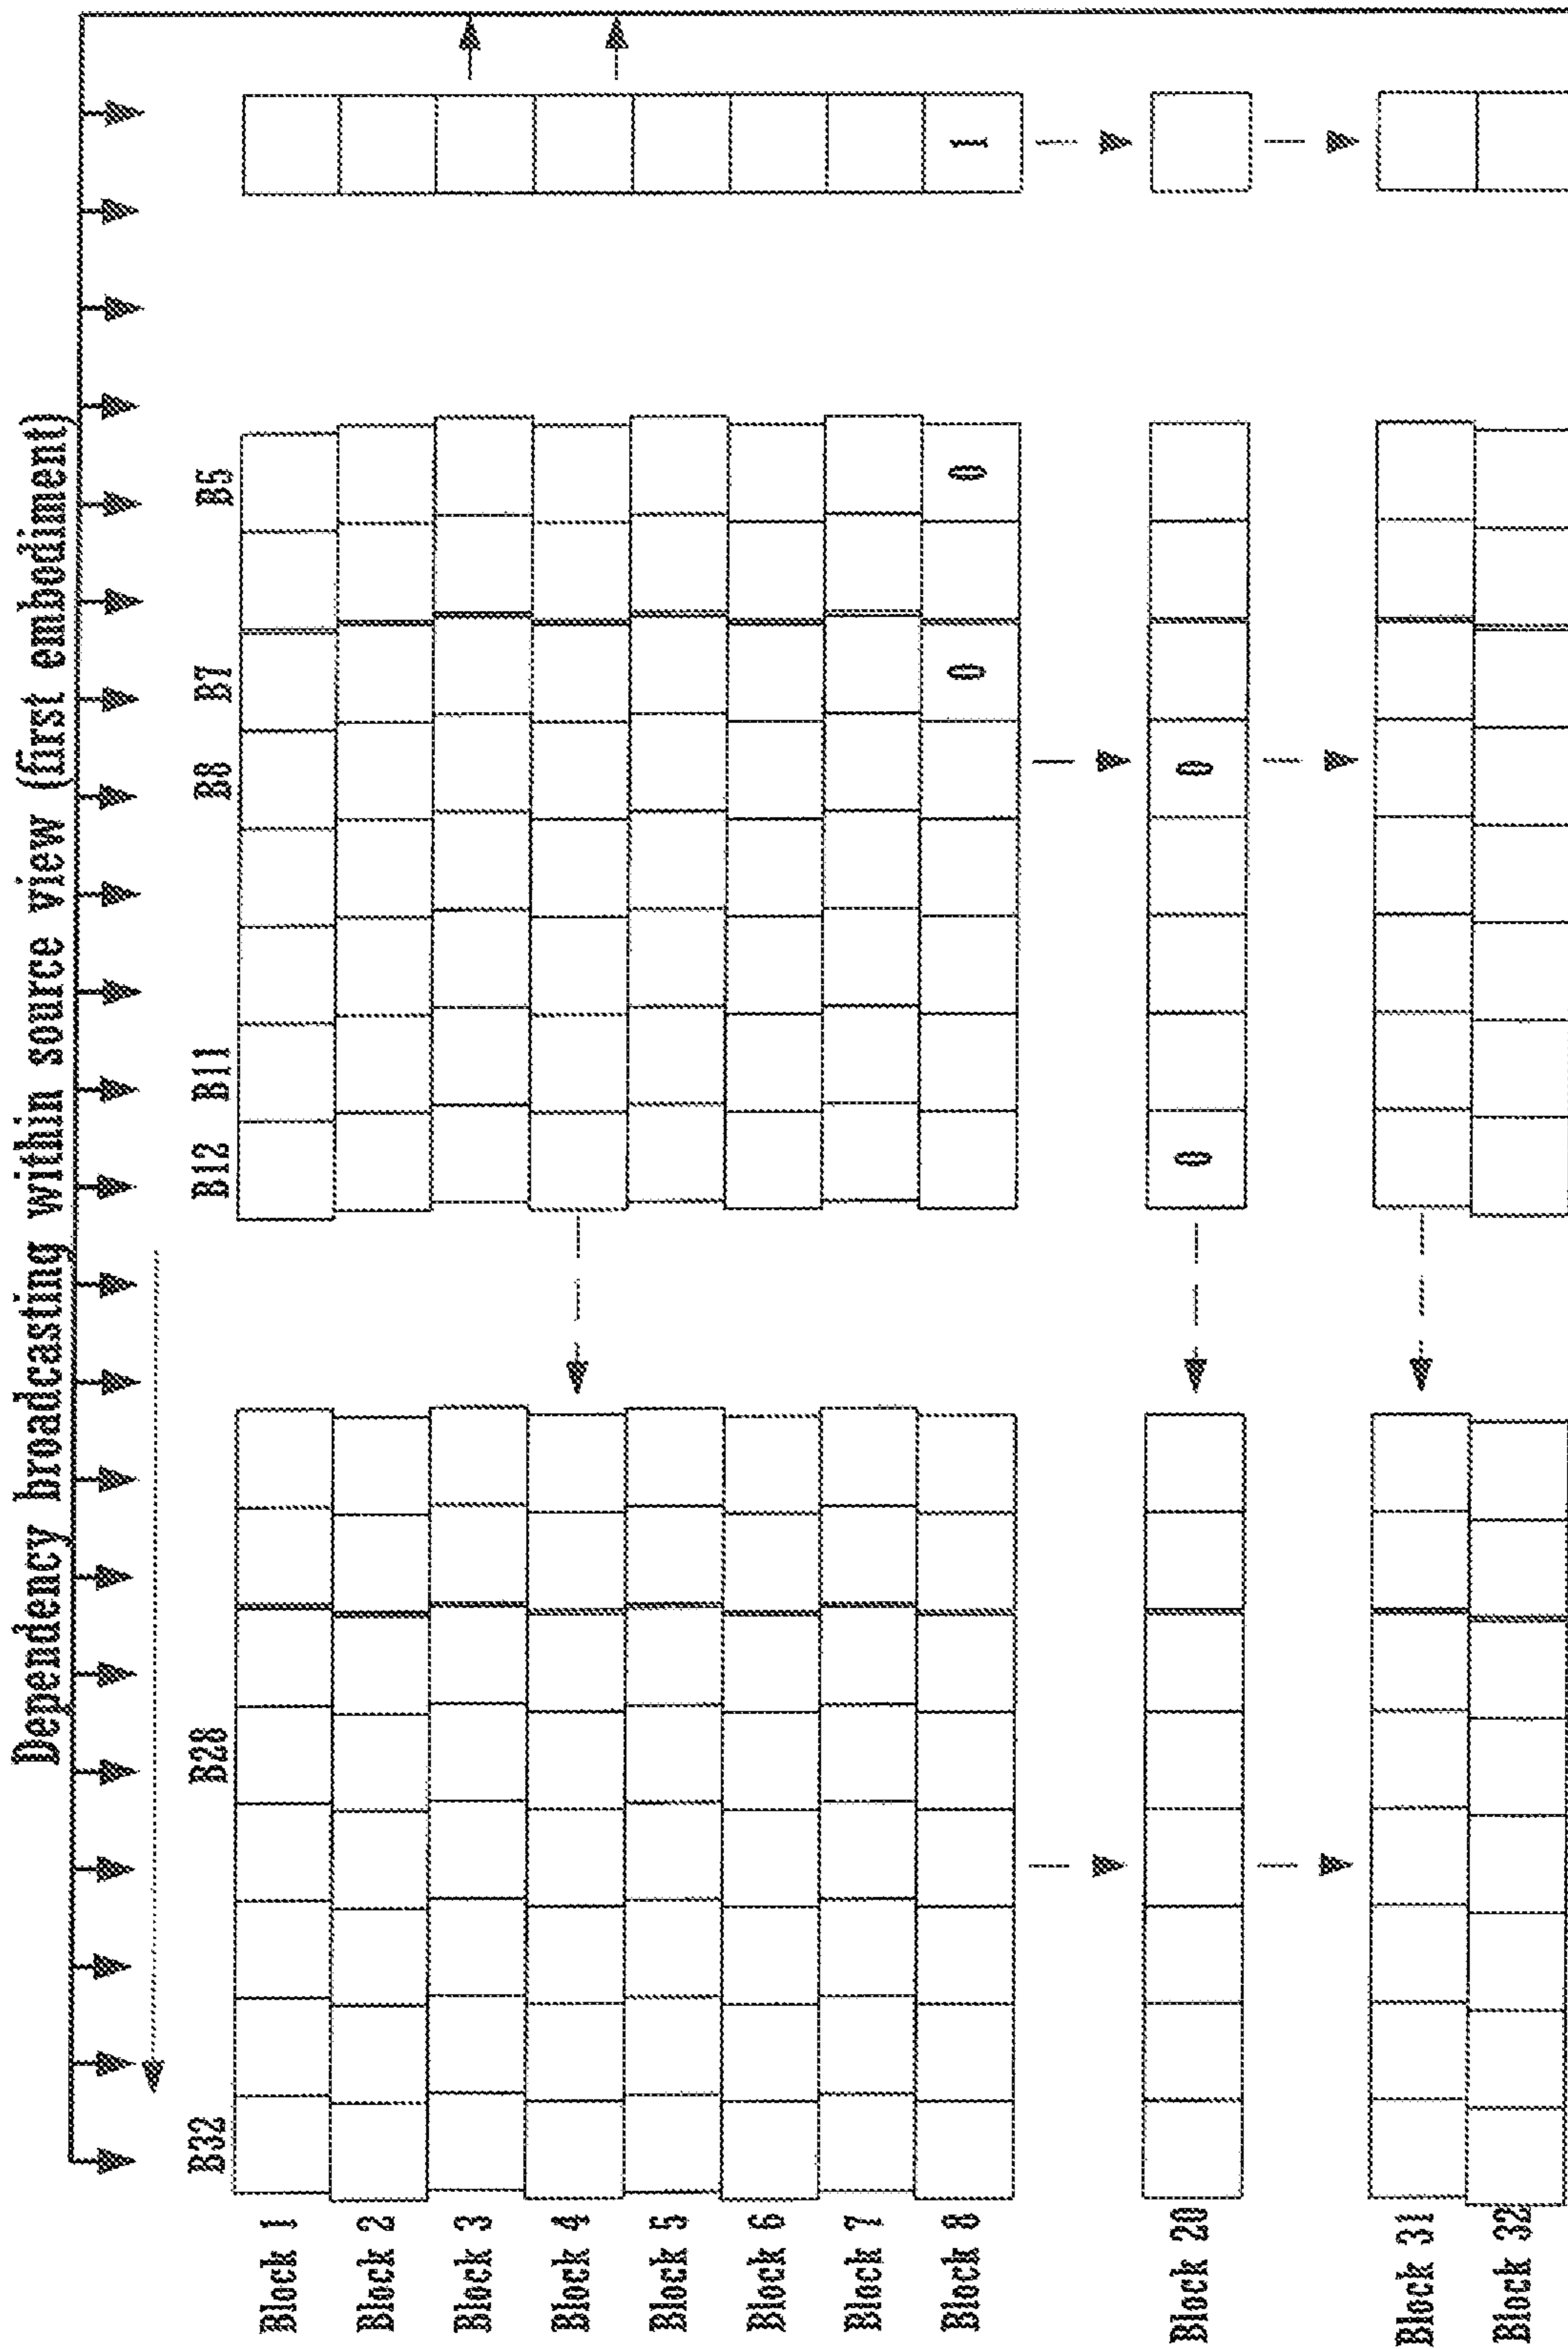 Dependency broadcasting within source view (first embodiment)
B32 B28 B12 B11 B8 B7 B5
Block 1
Block 2
Block 3
Block 4
Block 5
Block 6
Block 7
Block 8 0 0 1
Block 20 0 0
Block 31
Block 32